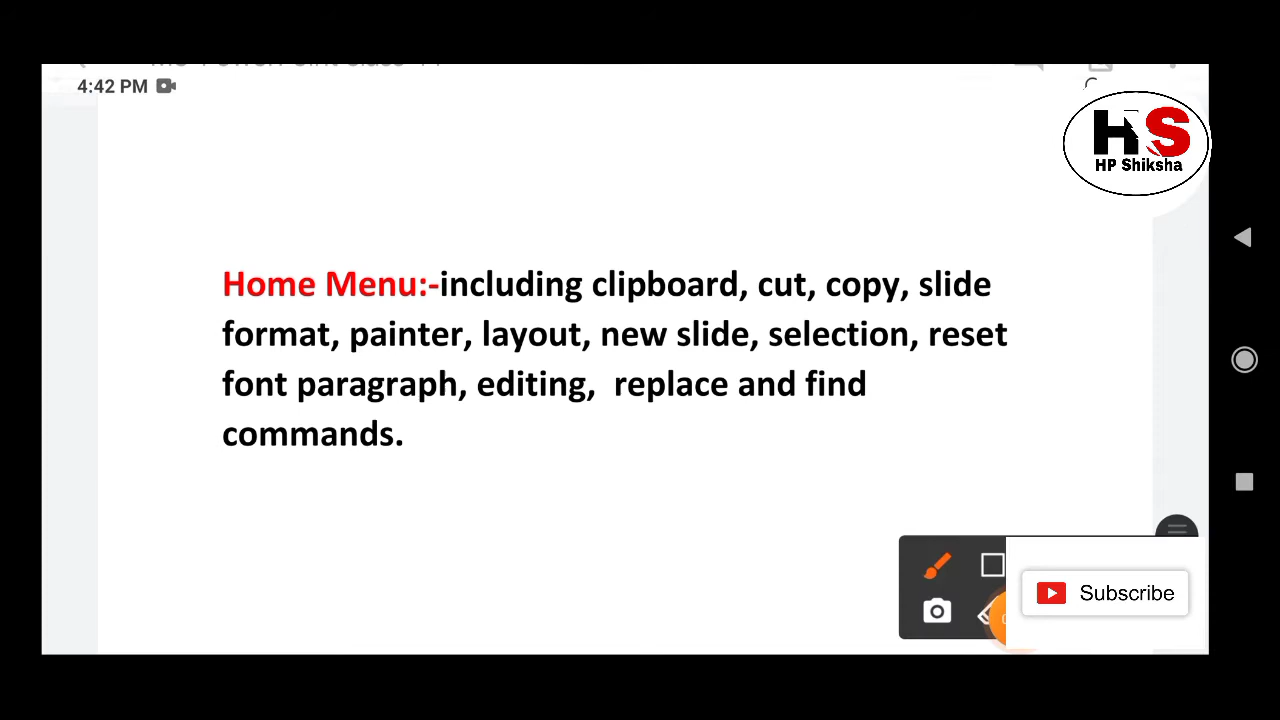 4:42 PM
HS
HP Shiksha
Home Menu:-including clipboard, cut, copy, slide
format, painter, layout, new slide, selection, reset
font paragraph, editing, replace and find
commands.
Subscribe